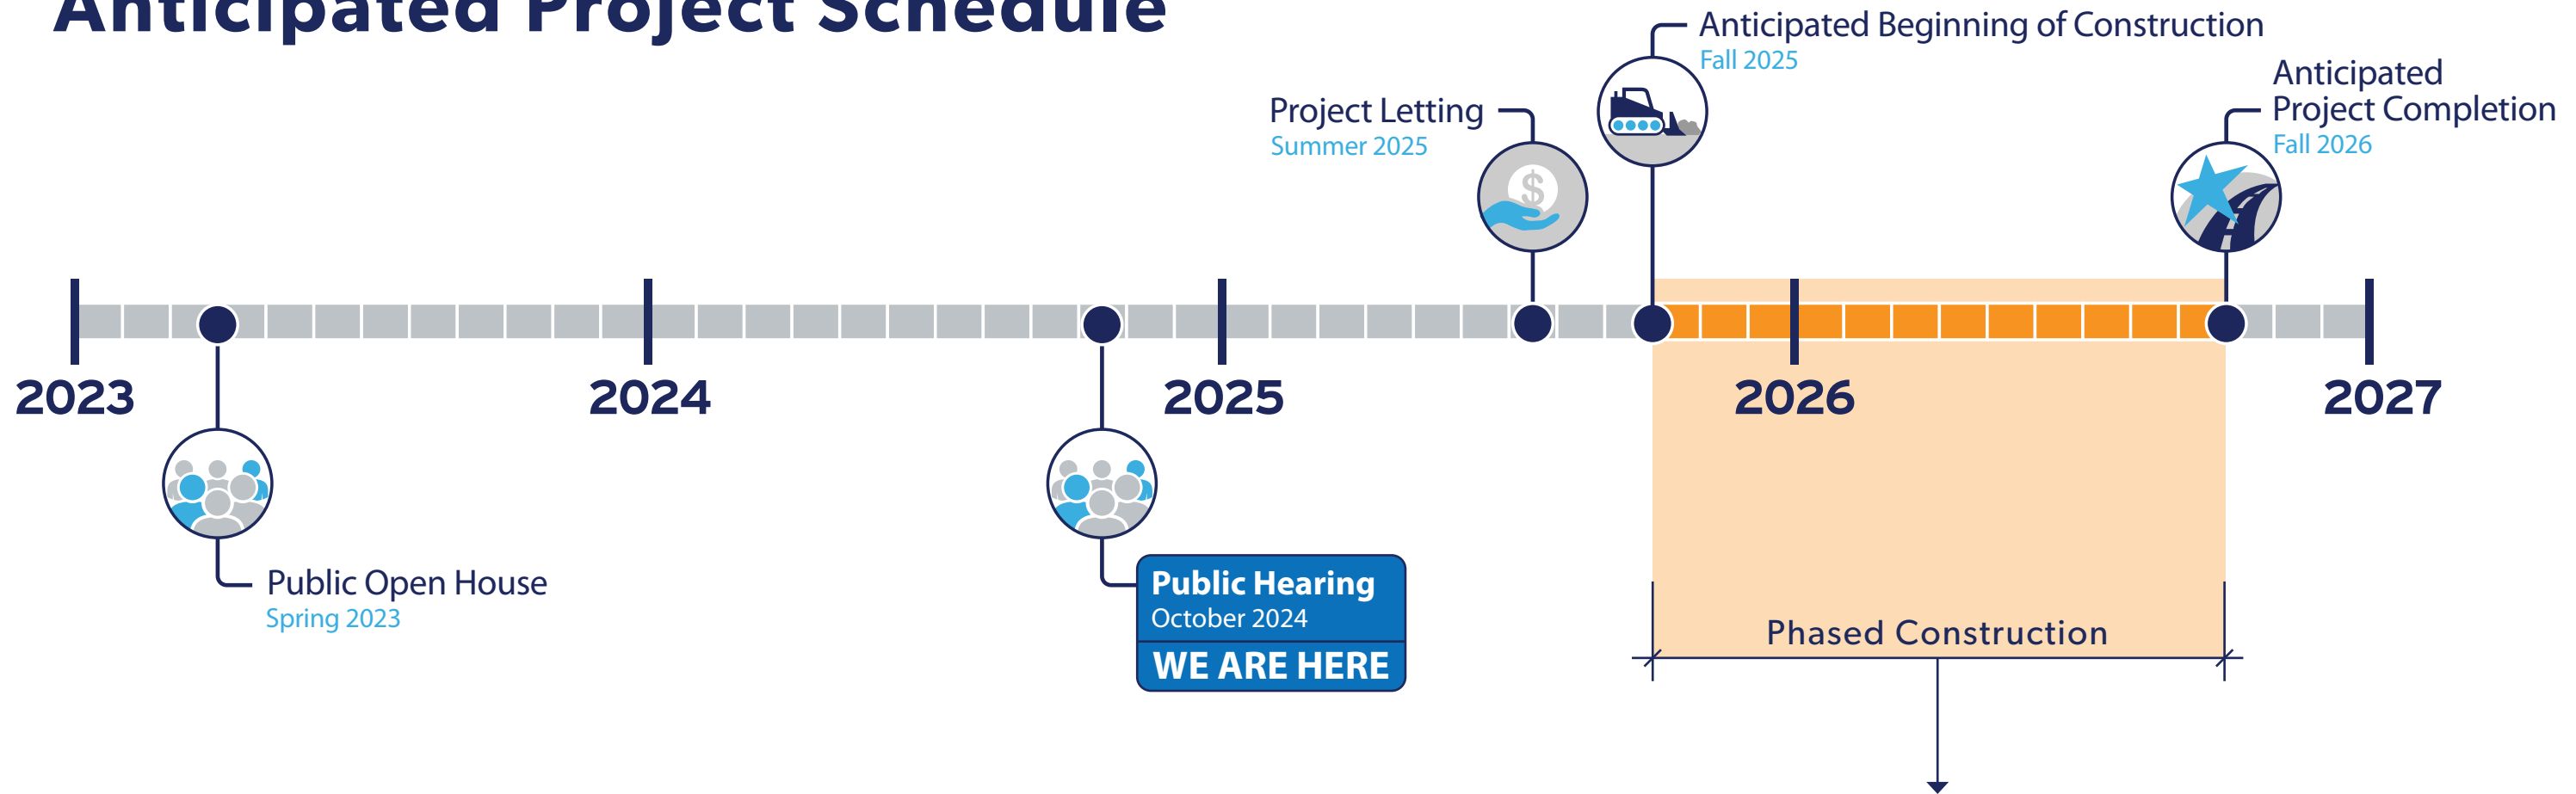 Anticipated Project Schedule
Anticipated Beginning of Construction
Fall 2025
Anticipated
Project Completion
Fall 2026
Project Letting
Summer 2025
$
2023
2024
2025
2026
2027
Public Open House
Spring 2023
Public Hearing
October 2024
WE ARE HERE
Phased Construction